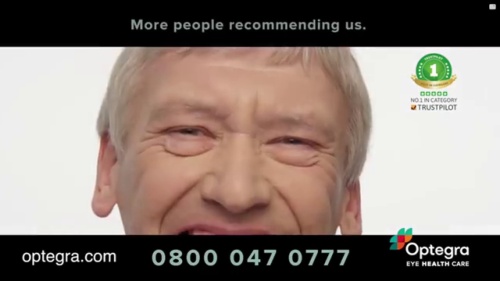 More people recommending us.
1
NO.1 IN CATEGORY
TRUSTPILOT
optegra.com
0800 047 0777
Optegra
EYE HEALTH CARE